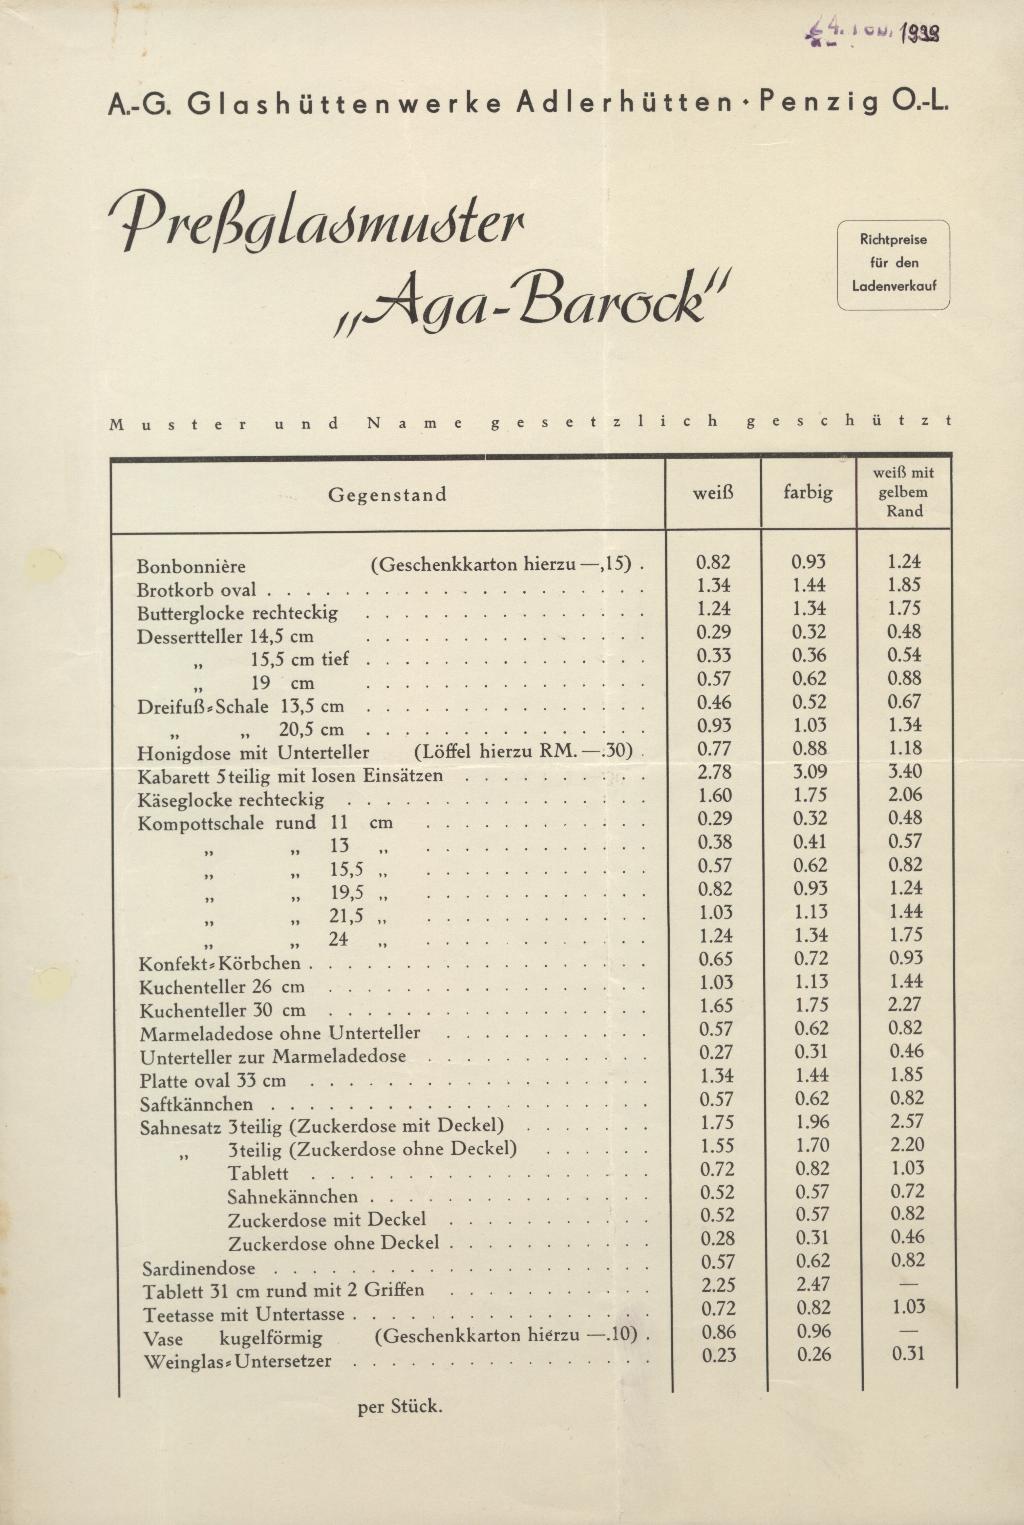 1939
A.-G. Glashüttenwerke Adlerhütten · Penzig O.-L.
Preßglasmuster
„Aga-Barock"
Richtpreise
für den
Ladenverkauf
Muster und Name gesetzlich geschützt
Gegenstand weiß farbig weiß mit gelbem Rand
Bonbonnière (Geschenkkarton hierzu —,15) . 0.82 0.93 1.24
Brotkorb oval . . . . . 1.34 1.44 1.85
Butterglocke rechteckig . . . . . 1.24 1.34 1.75
Dessertteller 14,5 cm . . . . . 0.29 0.32 0.48
„ 15,5 cm tief . . . . . 0.33 0.36 0.54
„ 19 cm . . . . . 0.57 0.62 0.88
Dreifuß-Schale 13,5 cm . . . . . 0.46 0.52 0.67
„ „ 20,5 cm . . . . . 0.93 1.03 1.34
Honigdose mit Unterteller (Löffel hierzu RM. —.30) . 0.77 0.88 1.18
Kabarett 5teilig mit losen Einsätzen . . . . . 2.78 3.09 3.40
Käseglocke rechteckig . . . . . 1.60 1.75 2.06
Kompottschale rund 11 cm . . . . . 0.29 0.32 0.48
„ „ 13 „ . . . . . 0.38 0.41 0.57
„ „ 15,5 „ . . . . . 0.57 0.62 0.82
„ „ 19,5 „ . . . . . 0.82 0.93 1.24
„ „ 21,5 „ . . . . . 1.03 1.13 1.44
„ „ 24 „ . . . . . 1.24 1.34 1.75
Konfekt-Körbchen . . . . . 0.65 0.72 0.93
Kuchenteller 26 cm . . . . . 1.03 1.13 1.44
Kuchenteller 30 cm . . . . . 1.65 1.75 2.27
Marmeladedose ohne Unterteller . . . . . 0.57 0.62 0.82
Unterteller zur Marmeladedose . . . . . 0.27 0.31 0.46
Platte oval 33 cm . . . . . 1.34 1.44 1.85
Saftkännchen . . . . . 0.57 0.62 0.82
Sahnesatz 3teilig (Zuckerdose mit Deckel) . . . . . 1.75 1.96 2.57
„ 3teilig (Zuckerdose ohne Deckel) . . . . . 1.55 1.70 2.20
Tablett . . . . . 0.72 0.82 1.03
Sahnekännchen . . . . . 0.52 0.57 0.72
Zuckerdose mit Deckel . . . . . 0.52 0.57 0.82
Zuckerdose ohne Deckel . . . . . 0.28 0.31 0.46
Sardinendose . . . . . 0.57 0.62 0.82
Tablett 31 cm rund mit 2 Griffen . . . . . 2.25 2.47 —
Teetasse mit Untertasse . . . . . 0.72 0.82 1.03
Vase kugelförmig (Geschenkkarton hierzu —.10) . 0.86 0.96 —
Weinglas-Untersetzer . . . . . 0.23 0.26 0.31
per Stück.